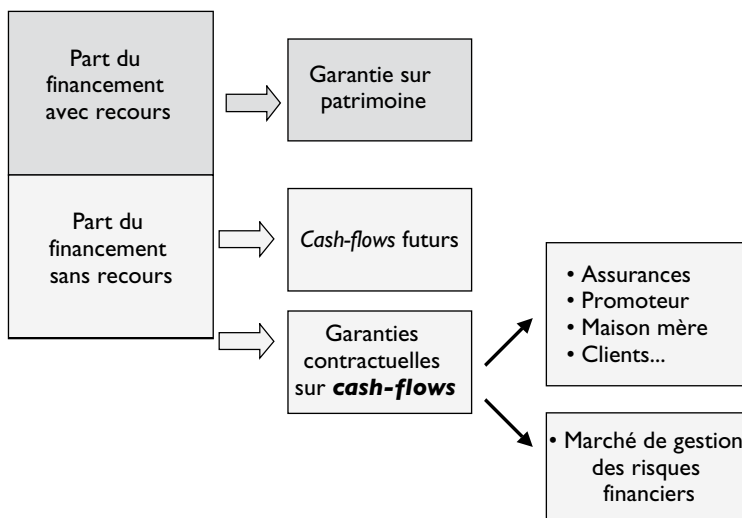 Part du
financement
avec recours
Garantie sur
patrimoine
Part du
financement
sans recours
Cash-flows futurs
Garanties
contractuelles
sur cash-flows
• Assurances
• Promoteur
• Maison mère
• Clients...
• Marché de gestion
des risques
financiers